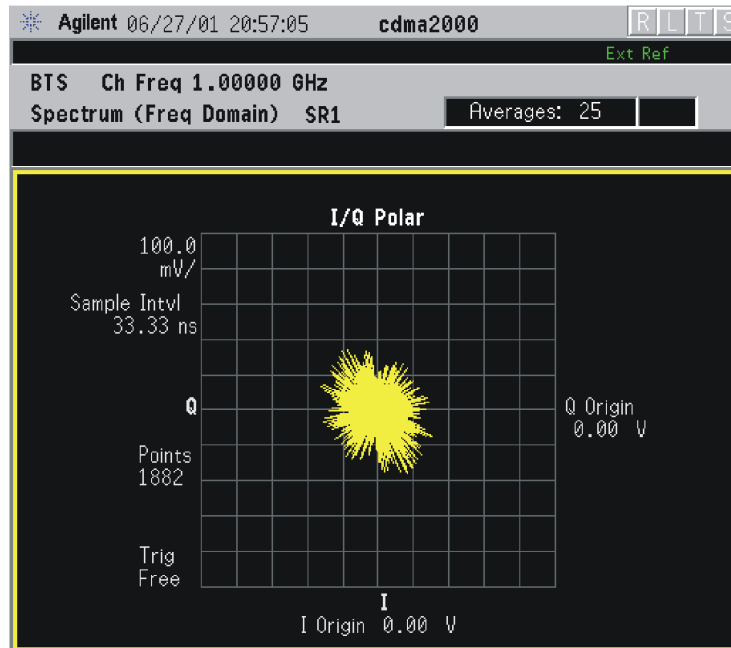 Agilent 06/27/01 20:57:05 cdma2000 R L T S
Ext Ref
BTS Ch Freq 1.00000 GHz
Spectrum (Freq Domain) SR1 Averages: 25
I/Q Polar
100.0
mV/
Sample Intvl
33.33 ns
Q
Q Origin
0.00 V
Points
1882
Trig
Free
I
I Origin 0.00 V